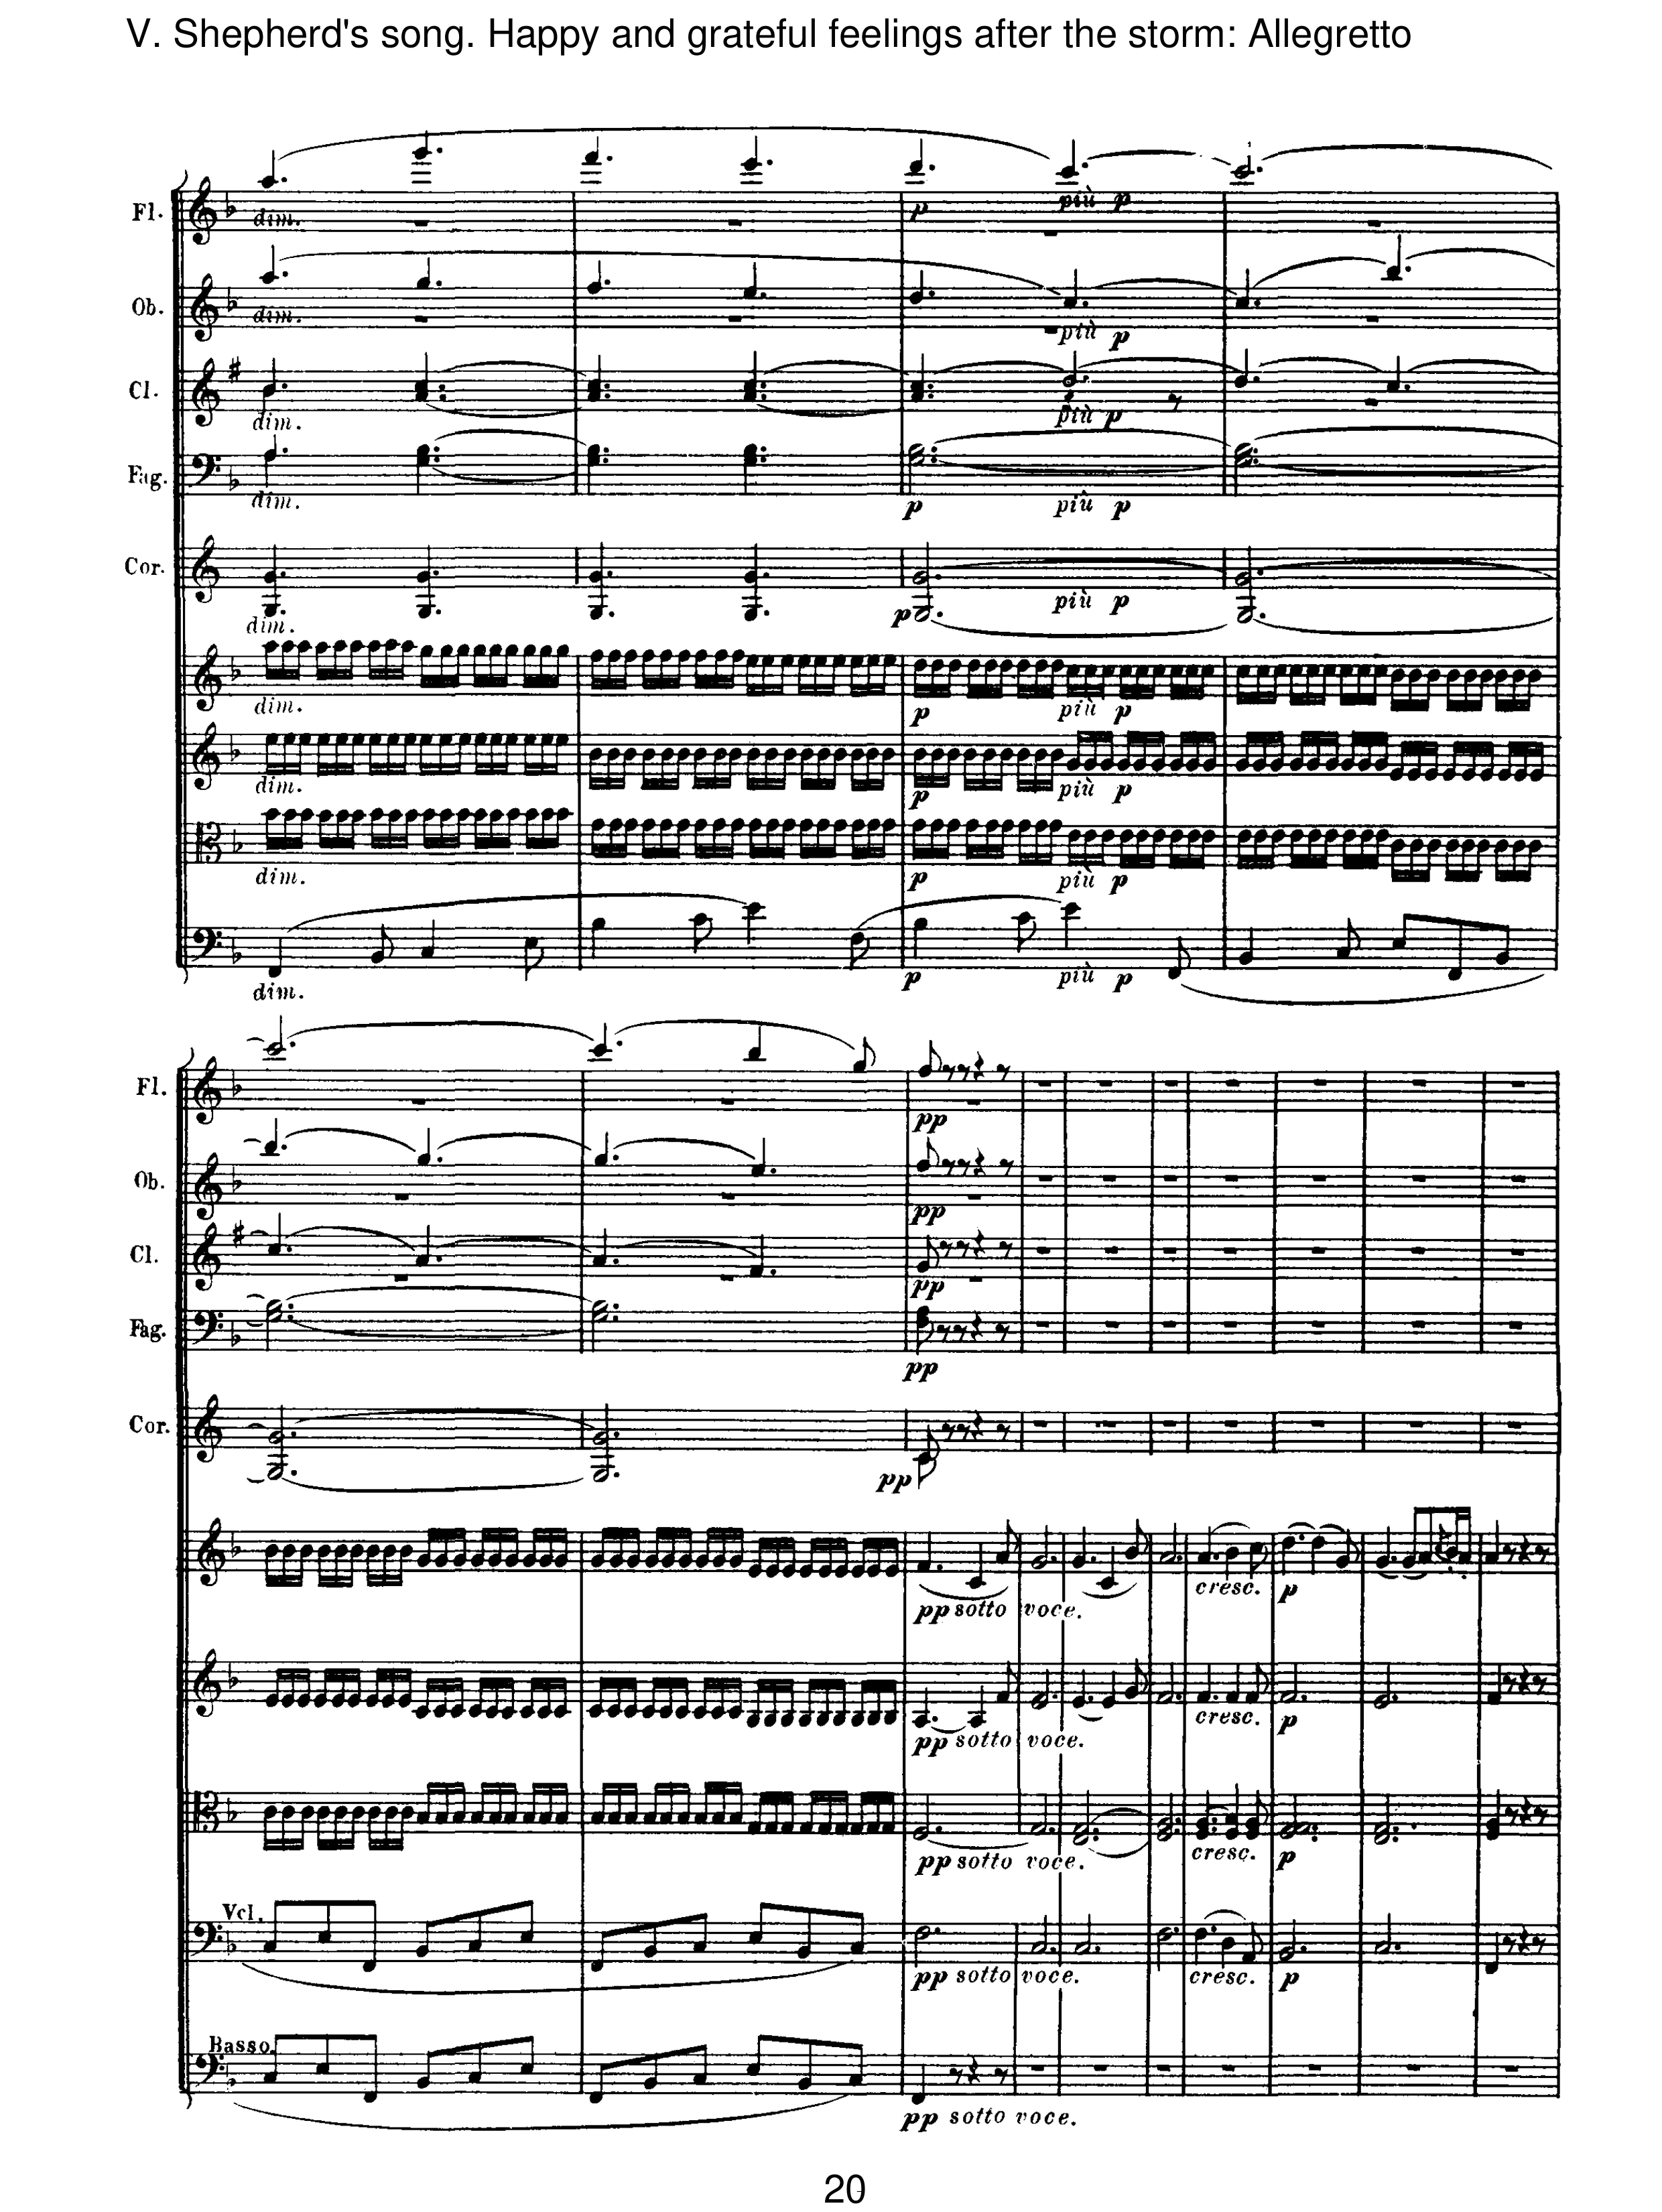 V. Shepherd's song. Happy and grateful feelings after the storm: Allegretto
Fl.
dim. p più p
Ob.
dim. più p
Cl.
dim. più p
Fag.
dim. p più p
Cor.
dim. p più p
dim. p più p
dim. p più p
dim. p più p
dim. p più p
Fl.
pp
Ob.
pp
Cl.
pp
Fag.
pp
Cor.
pp
pp sotto voce. cresc. p
pp sotto voce. cresc. p
pp sotto voce. cresc. p
Vcl.
pp sotto voce. cresc. p
Basso.
pp sotto voce.
20